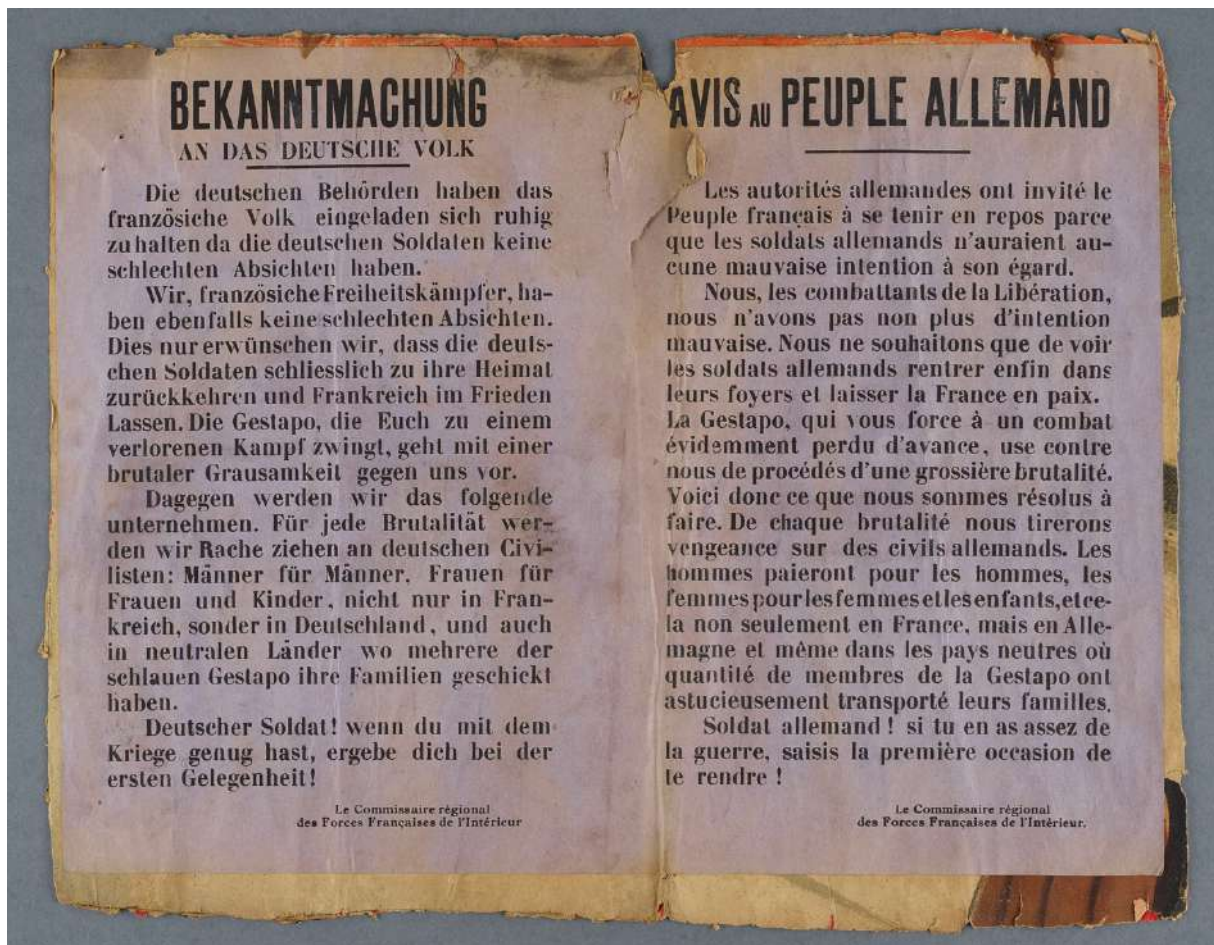 BEKANNTMACHUNG
AN DAS DEUTSCHE VOLK
Die deutschen Behörden haben das
französiche Volk eingeladen sich ruhig
zu halten da die deutschen Soldaten keine
schlechten Absichten haben.
Wir, französiche Freiheitskämpfer, ha-
ben ebenfalls keine schlechten Absichten.
Dies nur erwünschen wir, dass die deuts-
chen Soldaten schliesslich zu ihre Heimat
zurückkehren und Frankreich im Frieden
Lassen. Die Gestapo, die Euch zu einem
verlorenen Kampf zwingt, geht mit einer
brutaler Grausamkeit gegen uns vor.
Dagegen werden wir das folgende
unternehmen. Für jede Brutalität wer-
den wir Rache ziehen an deutschen Civi-
listen: Männer für Männer, Frauen für
Frauen und Kinder, nicht nur in Fran-
kreich, sonder in Deutschland, und auch
in neutralen Länder wo mehrere der
schlauen Gestapo ihre Familien geschickt
haben.
Deutscher Soldat! wenn du mit dem
Kriege genug hast, ergebe dich bei der
ersten Gelegenheit!
Le Commissaire régional
des Forces Françaises de l'Intérieur
AVIS AU PEUPLE ALLEMAND
Les autorités allemandes ont invité le
Peuple français à se tenir en repos parce
que les soldats allemands n'auraient au-
cune mauvaise intention à son égard.
Nous, les combattants de la Libération,
nous n'avons pas non plus d'intention
mauvaise. Nous ne souhaitons que de voir
les soldats allemands rentrer enfin dans
leurs foyers et laisser la France en paix.
La Gestapo, qui vous force à un combat
évidemment perdu d'avance, use contre
nous de procédés d'une grossière brutalité.
Voici donc ce que nous sommes résolus à
faire. De chaque brutalité nous tirerons
vengeance sur des civils allemands. Les
hommes paieront pour les hommes, les
femmes pour les femmes et les enfants, et ce-
la non seulement en France, mais en Alle-
magne et même dans les pays neutres où
quantité de membres de la Gestapo ont
astucieusement transporté leurs familles.
Soldat allemand ! si tu en as assez de
la guerre, saisis la première occasion de
te rendre !
Le Commissaire régional
des Forces Françaises de l'Intérieur.